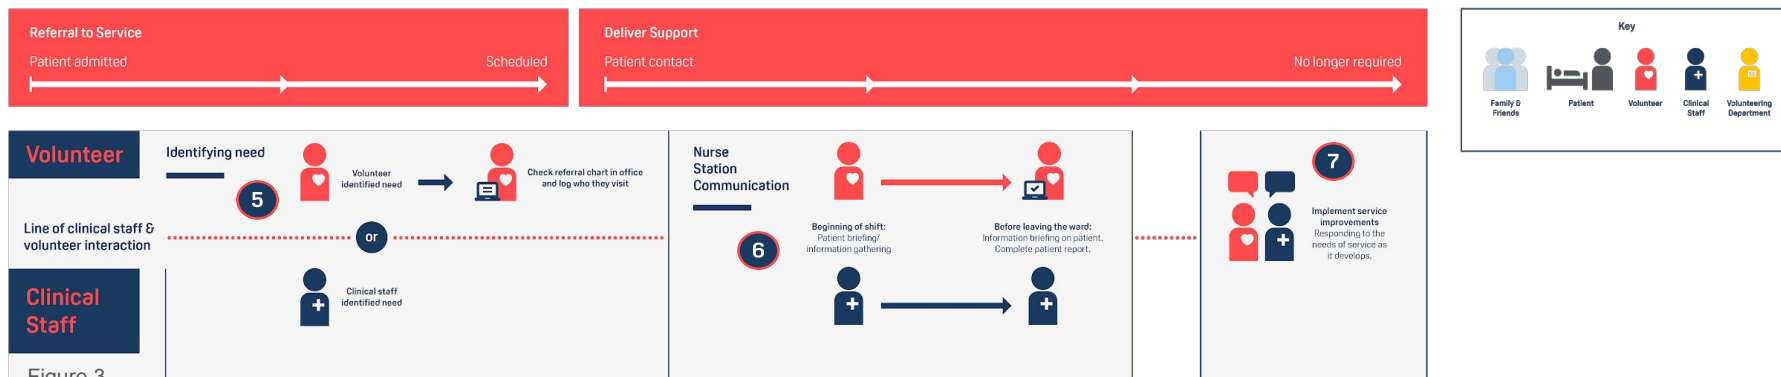 Referral to Service
Patient admitted
Scheduled
Deliver Support
Patient contact
No longer required
Key
Family &
Friends
Patient
Volunteer
Clinical
Staff
Volunteering
Department
Volunteer
Identifying need
5
Volunteer
identified need
Check referral chart in office
and log who they visit
Nurse
Station
Communication
6
7
Implement service
improvements
Responding to the
needs of service as
it develops.
Line of clinical staff &
volunteer interaction
or
Beginning of shift:
Patient briefing/
information gathering
Before leaving the ward:
Information briefing on patient.
Complete patient report.
Clinical
Staff
Clinical staff
identified need
Figure 3